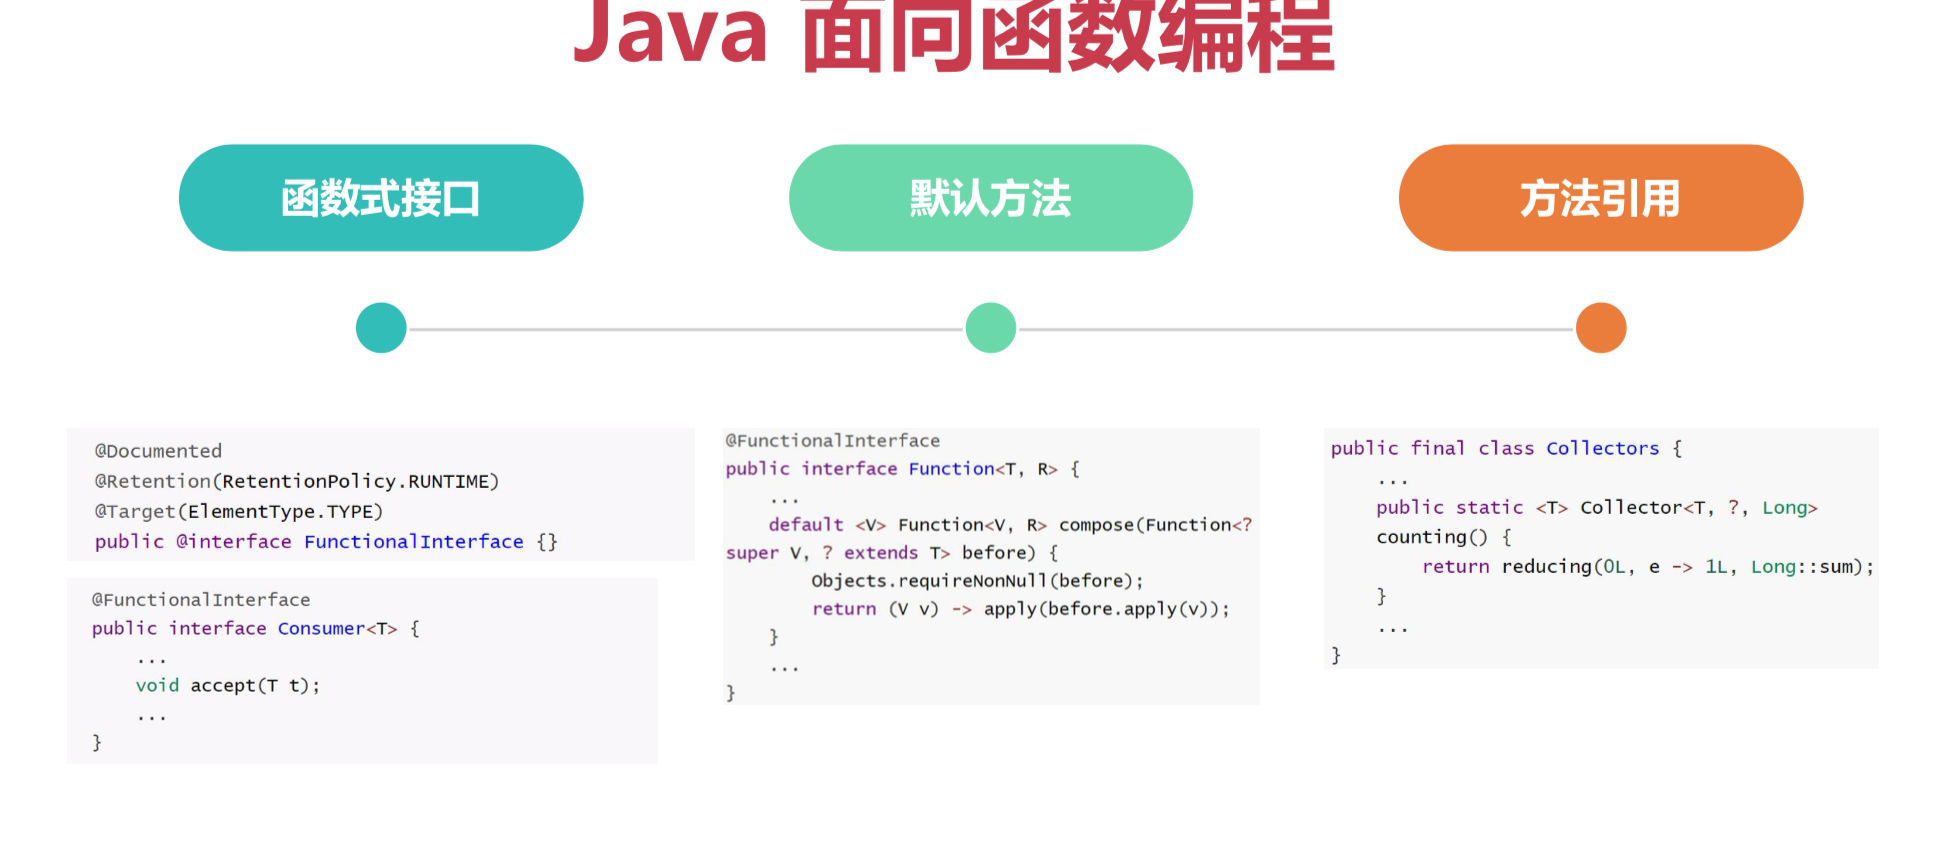 Java 面向函数编程
函数式接口
默认方法
方法引用
@Documented
@Retention(RetentionPolicy.RUNTIME)
@Target(ElementType.TYPE)
public @interface FunctionalInterface {}
@FunctionalInterface
public interface Consumer<T> {
    ...
    void accept(T t);
    ...
}
@FunctionalInterface
public interface Function<T, R> {
    ...
    default <V> Function<V, R> compose(Function<?
super V, ? extends T> before) {
        Objects.requireNonNull(before);
        return (V v) -> apply(before.apply(v));
    }
    ...
}
public final class Collectors {
    ...
    public static <T> Collector<T, ?, Long>
    counting() {
        return reducing(0L, e -> 1L, Long::sum);
    }
    ...
}